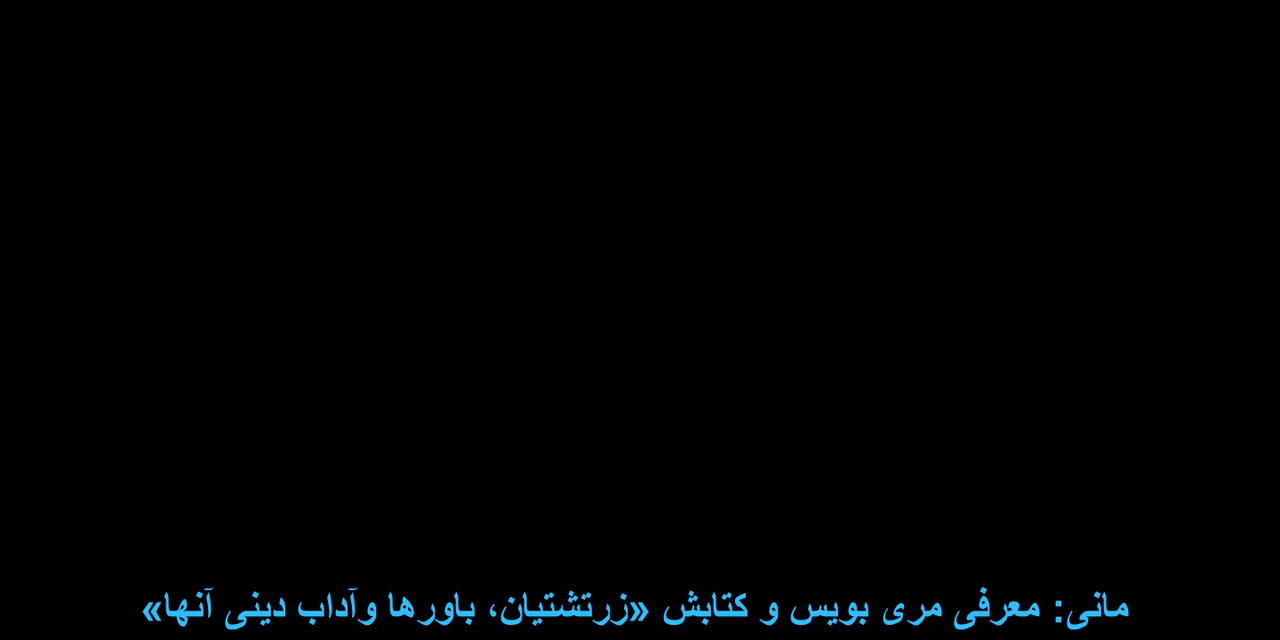 مانی: معرفی مری بویس و کتابش «زرتشتیان، باورها وآداب دینی آنها»